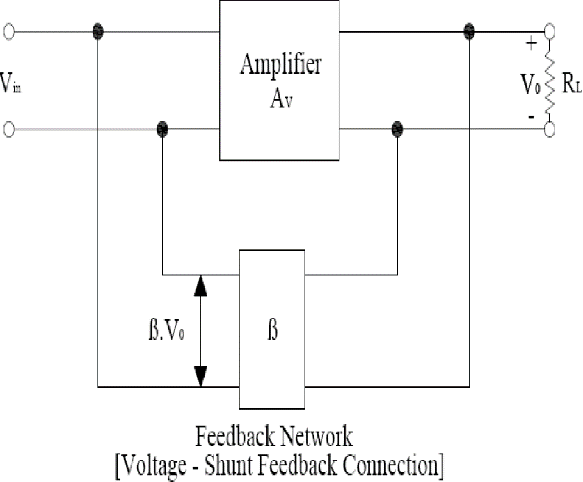 Amplifier
Av
Vin
+
V0
RL
-
ß.V0
ß
Feedback Network
[Voltage - Shunt Feedback Connection]